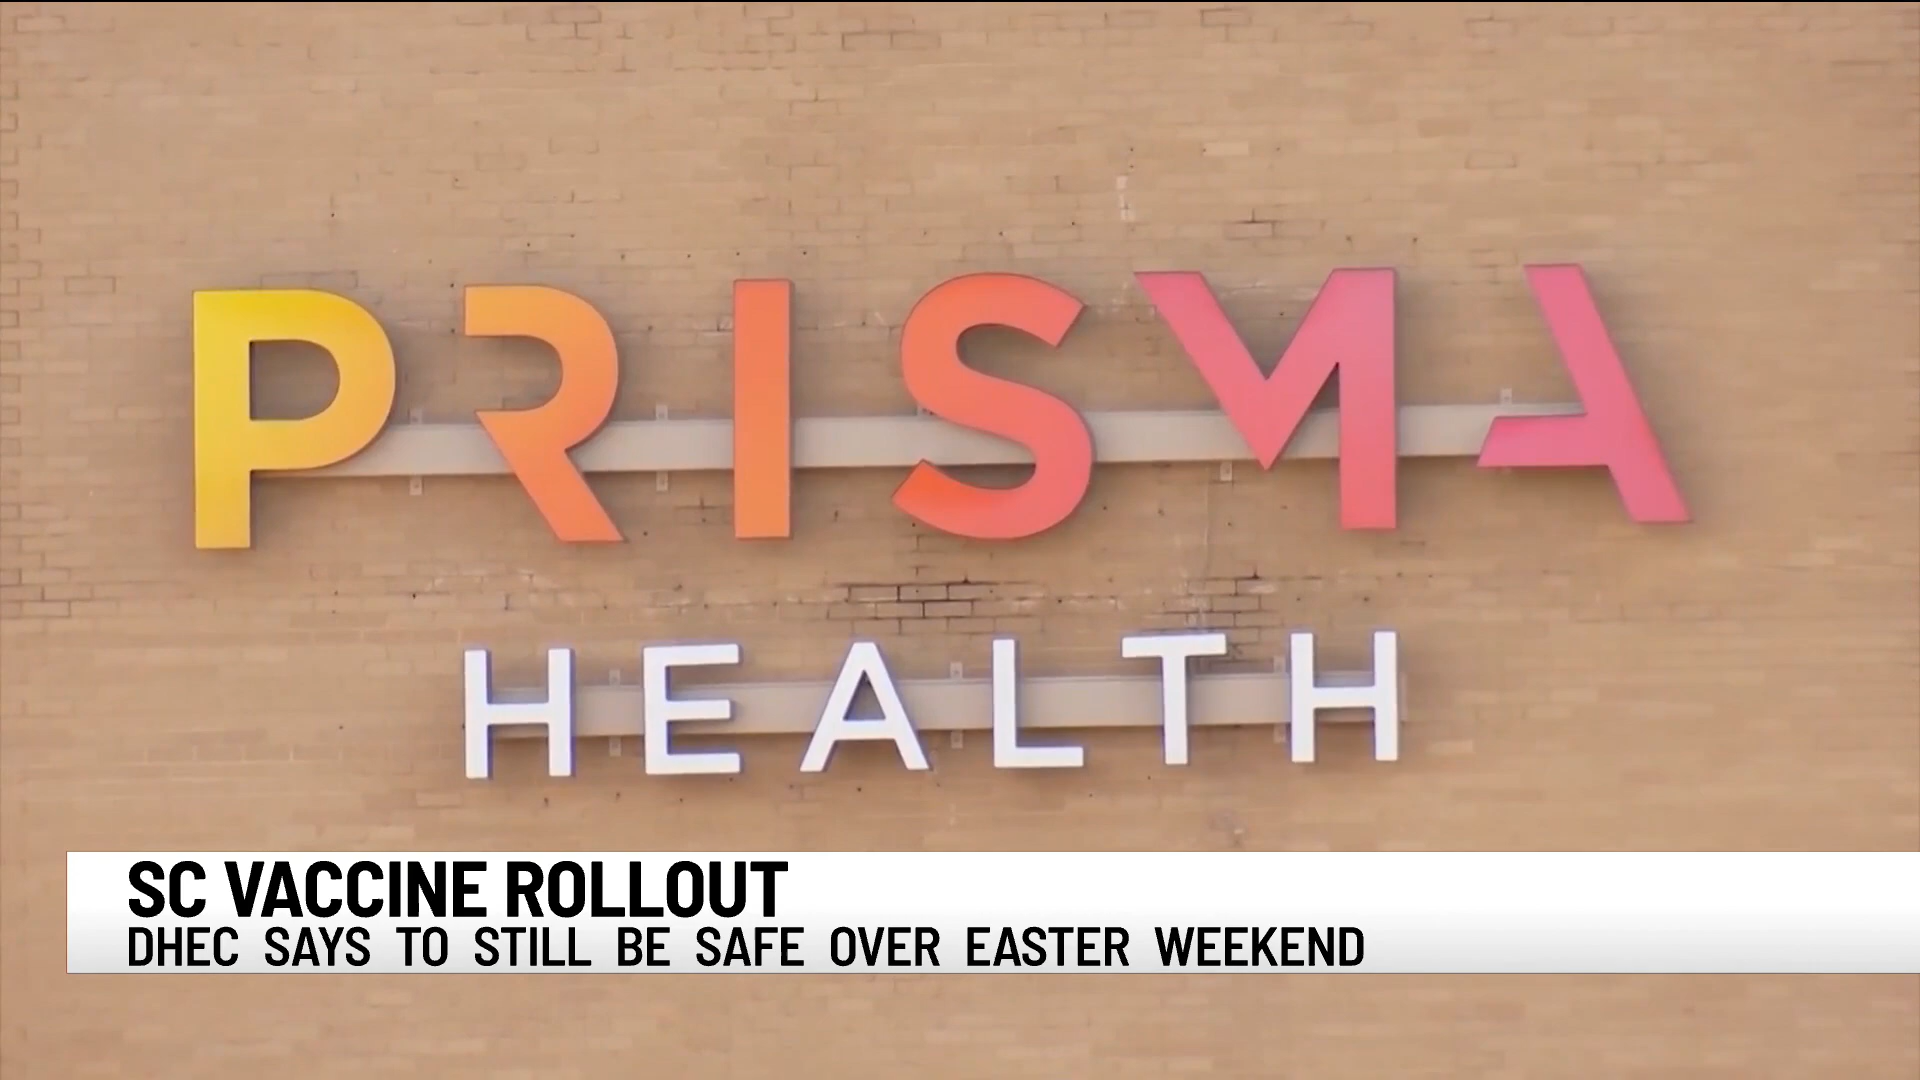 PRISMA
HEALTH
SC VACCINE ROLLOUT
DHEC SAYS TO STILL BE SAFE OVER EASTER WEEKEND